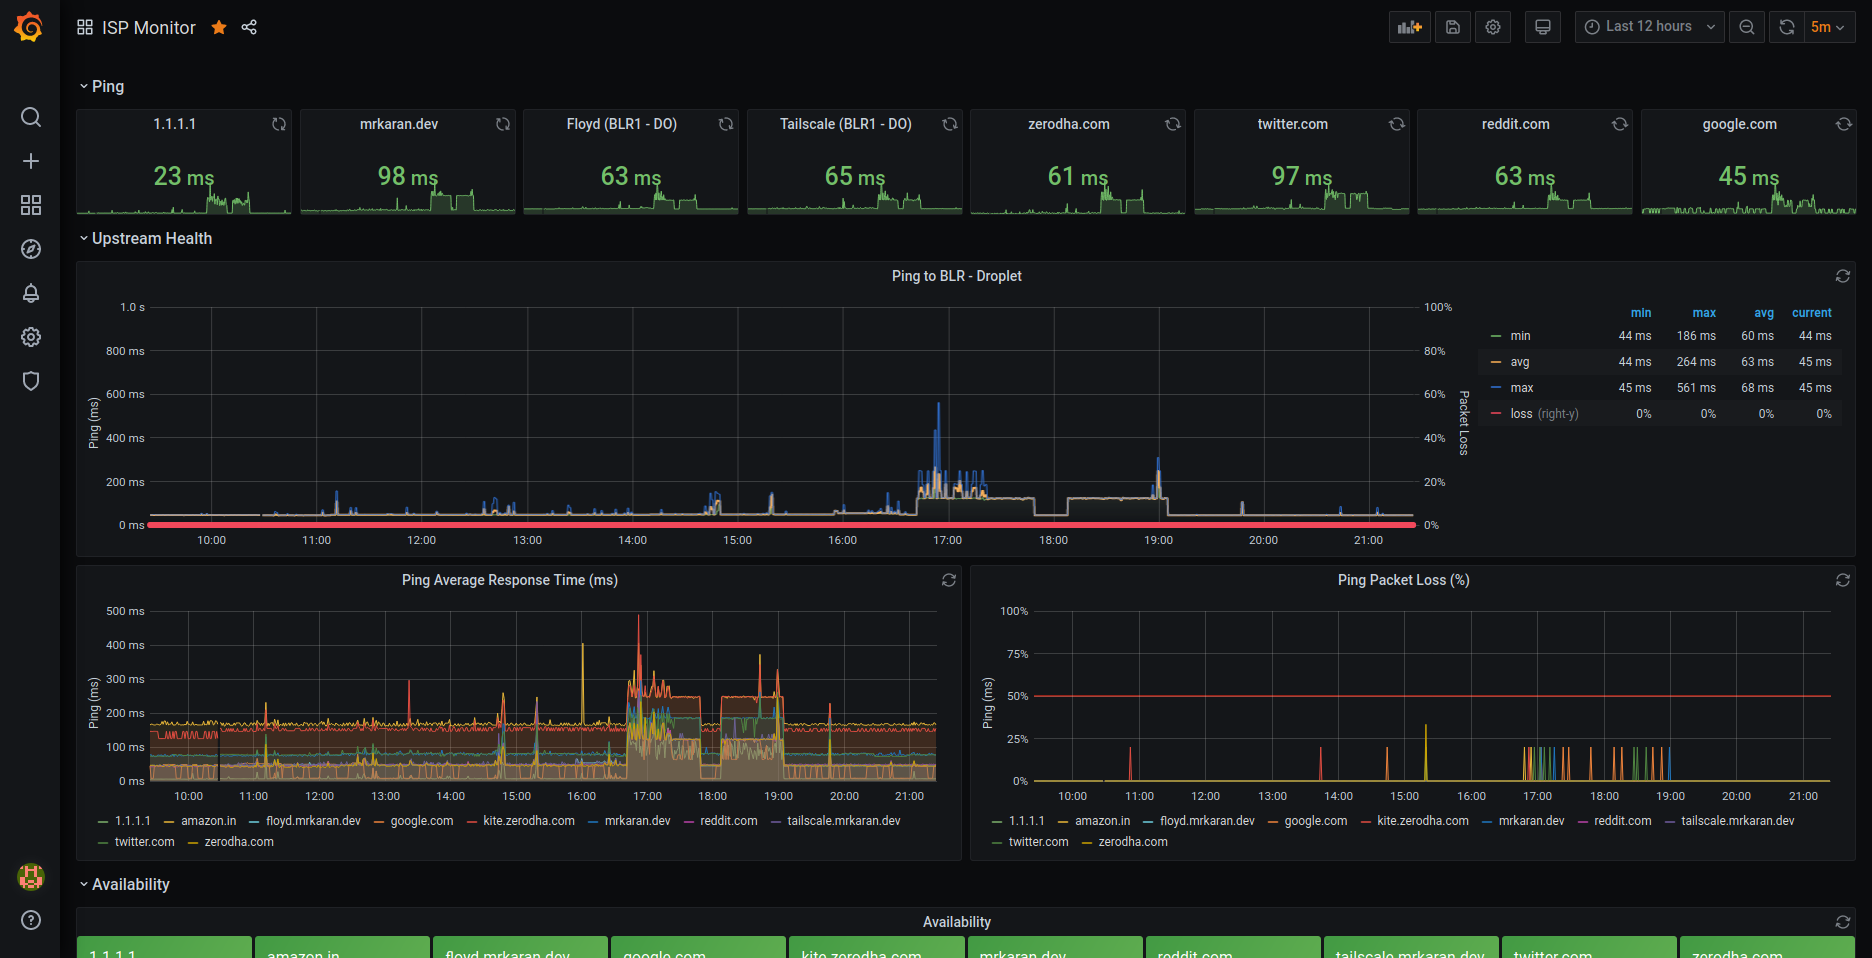 ISP Monitor
Last 12 hours
5m
Ping
1.1.1.1
mrkaran.dev
Floyd (BLR1 - DO)
Tailscale (BLR1 - DO)
zerodha.com
twitter.com
reddit.com
google.com
23 ms
98 ms
63 ms
65 ms
61 ms
97 ms
63 ms
45 ms
Upstream Health
Ping to BLR - Droplet
1.0 s
800 ms
600 ms
400 ms
200 ms
0 ms
Ping (ms)
100%
80%
60%
40%
20%
0%
Packet Loss
10:00 11:00 12:00 13:00 14:00 15:00 16:00 17:00 18:00 19:00 20:00 21:00
min max avg current
min 44 ms 186 ms 60 ms 44 ms
avg 44 ms 264 ms 63 ms 45 ms
max 45 ms 561 ms 68 ms 45 ms
loss (right-y) 0% 0% 0% 0%
Ping Average Response Time (ms)
500 ms
400 ms
300 ms
200 ms
100 ms
0 ms
Ping (ms)
10:00 11:00 12:00 13:00 14:00 15:00 16:00 17:00 18:00 19:00 20:00 21:00
1.1.1.1 amazon.in floyd.mrkaran.dev google.com kite.zerodha.com mrkaran.dev reddit.com tailscale.mrkaran.dev
twitter.com zerodha.com
Ping Packet Loss (%)
100%
75%
50%
25%
0%
Ping (ms)
10:00 11:00 12:00 13:00 14:00 15:00 16:00 17:00 18:00 19:00 20:00 21:00
1.1.1.1 amazon.in floyd.mrkaran.dev google.com kite.zerodha.com mrkaran.dev reddit.com tailscale.mrkaran.dev
twitter.com zerodha.com
Availability
Availability
1.1.1.1 amazon.in floyd.mrkaran.dev google.com kite.zerodha.com mrkaran.dev reddit.com tailscale.mrkaran.dev twitter.com zerodha.com